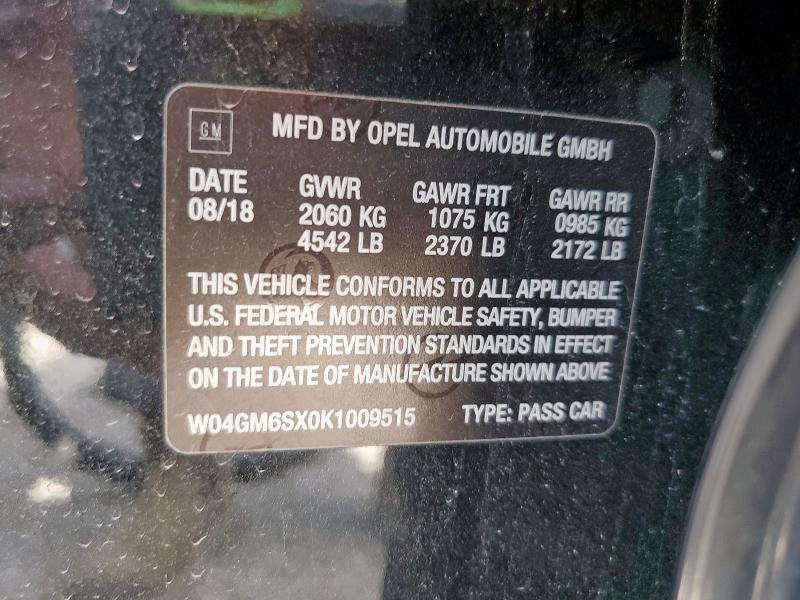 GM
MFD BY OPEL AUTOMOBILE GMBH
DATE GVWR GAWR FRT GAWR RR
08/18 2060 KG 1075 KG 0985 KG
4542 LB 2370 LB 2172 LB
THIS VEHICLE CONFORMS TO ALL APPLICABLE
U.S. FEDERAL MOTOR VEHICLE SAFETY, BUMPER
AND THEFT PREVENTION STANDARDS IN EFFECT
ON THE DATE OF MANUFACTURE SHOWN ABOVE
W04GM6SX0K1009515 TYPE: PASS CAR